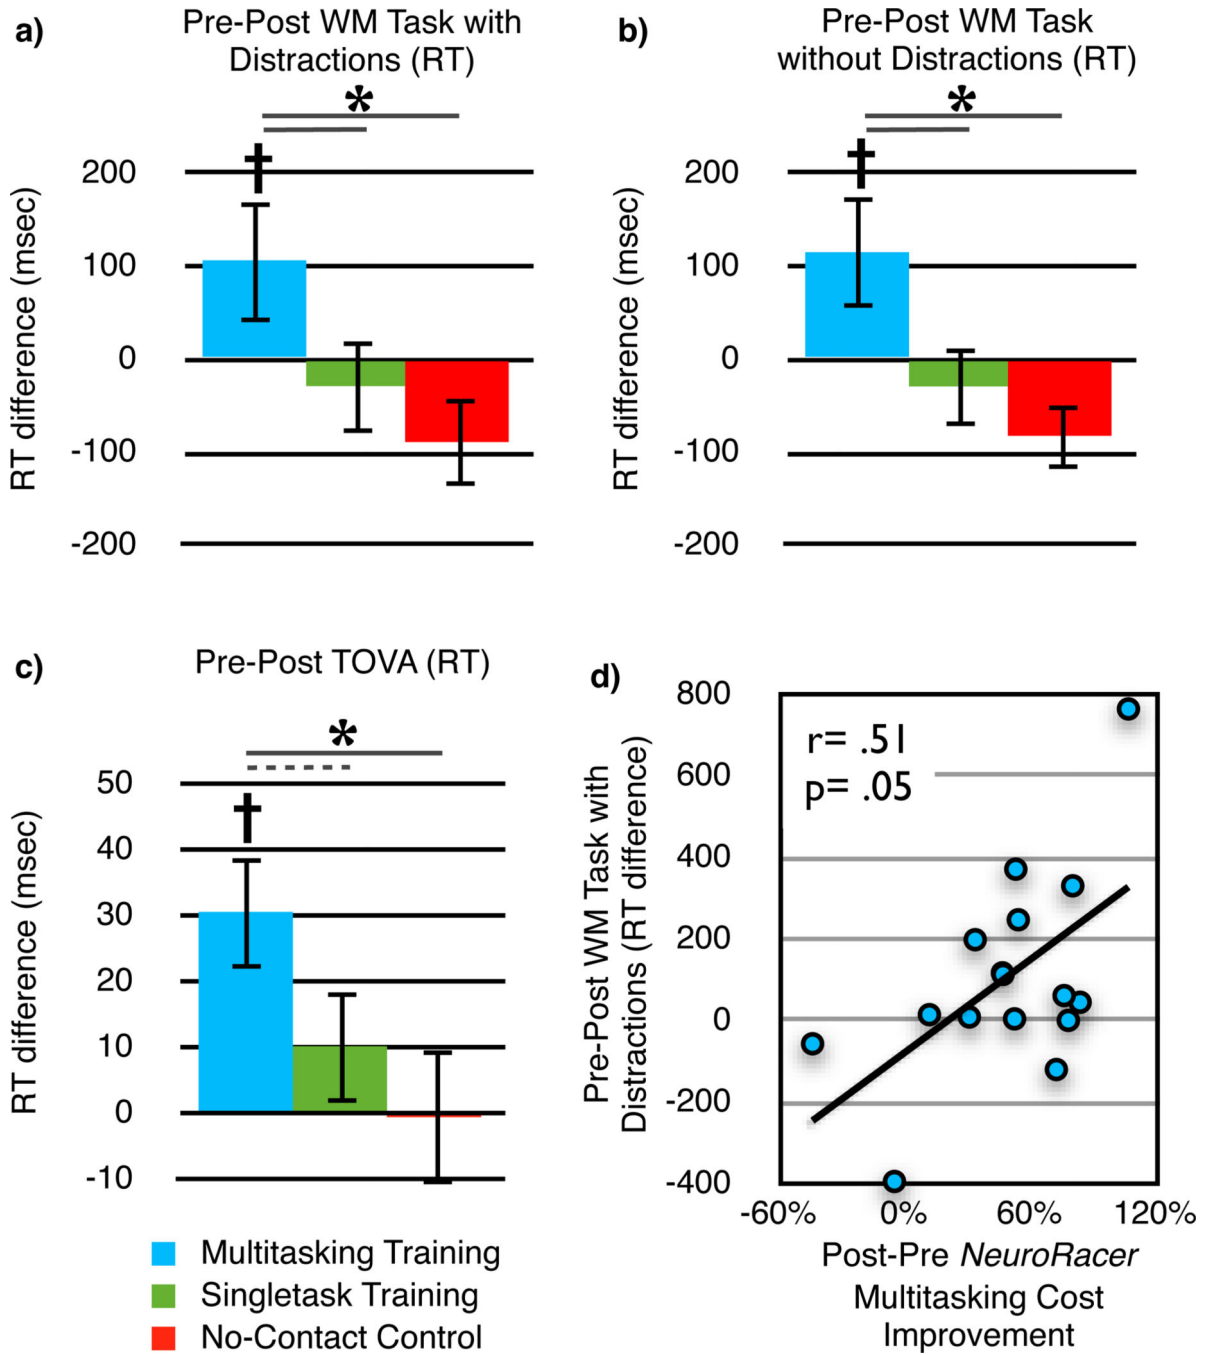 a)
Pre-Post WM Task with
Distractions (RT)
*
†
200
100
0
-100
-200
RT difference (msec)
b)
Pre-Post WM Task
without Distractions (RT)
*
†
200
100
0
-100
-200
RT difference (msec)
c)
Pre-Post TOVA (RT)
*
†
50
40
30
20
10
0
-10
RT difference (msec)
Multitasking Training
Singletask Training
No-Contact Control
d)
r= .51
p= .05
800
600
400
200
0
-200
-400
Pre-Post WM Task with
Distractions (RT difference)
-60% 0% 60% 120%
Post-Pre NeuroRacer
Multitasking Cost
Improvement